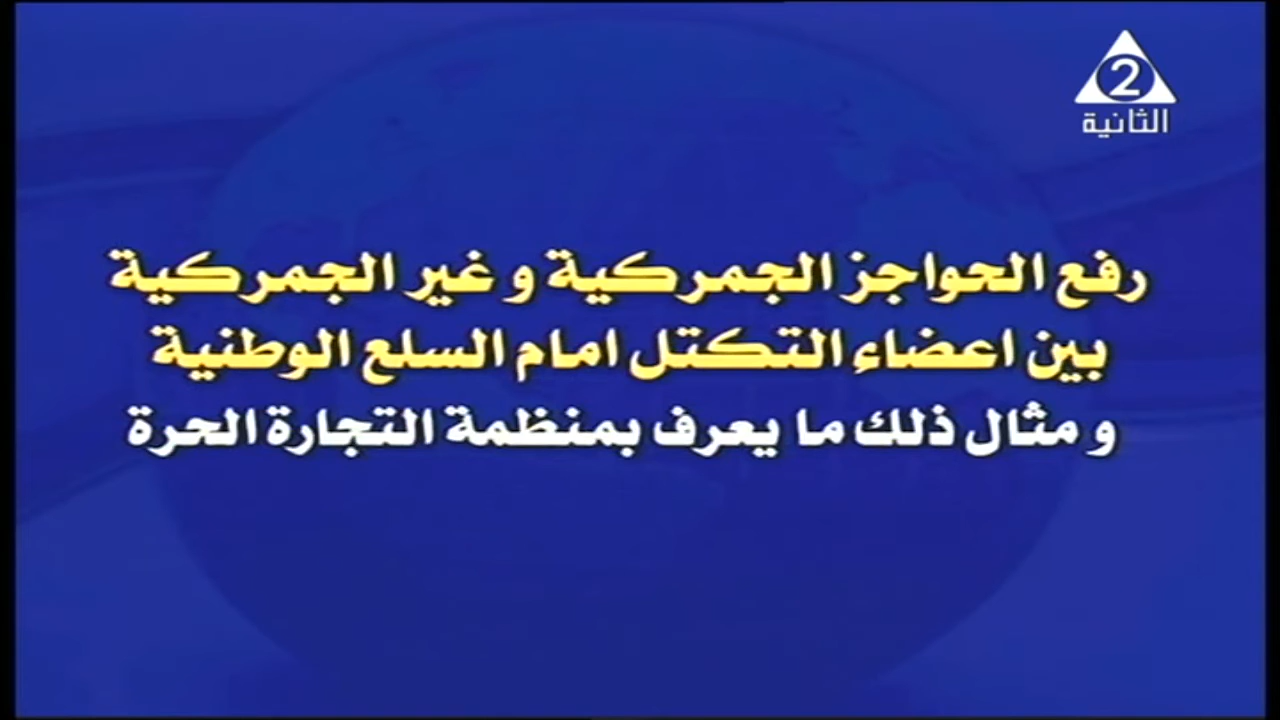 2
الثانية
رفع الحواجز الجمركية و غير الجمركية
بين اعضاء التكتل امام السلع الوطنية
و مثال ذلك ما يعرف بمنظمة التجارة الحرة